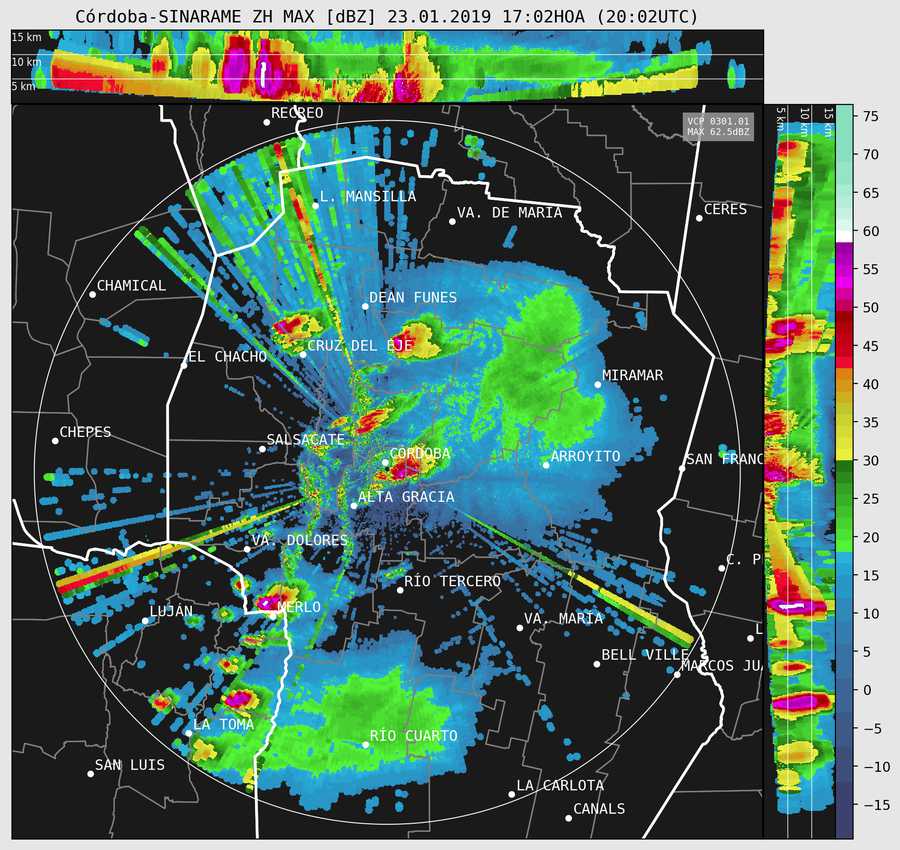 Córdoba-SINARAME ZH MAX [dBZ] 23.01.2019 17:02HOA (20:02UTC)
15 km
10 km
5 km
5 km
10 km
15 km
VCP 0301.01
MAX 62.5dBZ
RECREO
L. MANSILLA
VA. DE MARIA
CERES
CHAMICAL
DEAN FUNES
CRUZ DEL EJE
EL CHACHO
MIRAMAR
CHEPES
SALSACATE
CORDOBA
ARROYITO
SAN FRANC
ALTA GRACIA
VA. DOLORES
C. P
RÍO TERCERO
LUJÁN
MERLO
VA. MARÍA
L
BELL VILLE
MARCOS JU
LA TOMA
RÍO CUARTO
SAN LUIS
LA CARLOTA
CANALS
75
70
65
60
55
50
45
40
35
30
25
20
15
10
5
0
−5
−10
−15